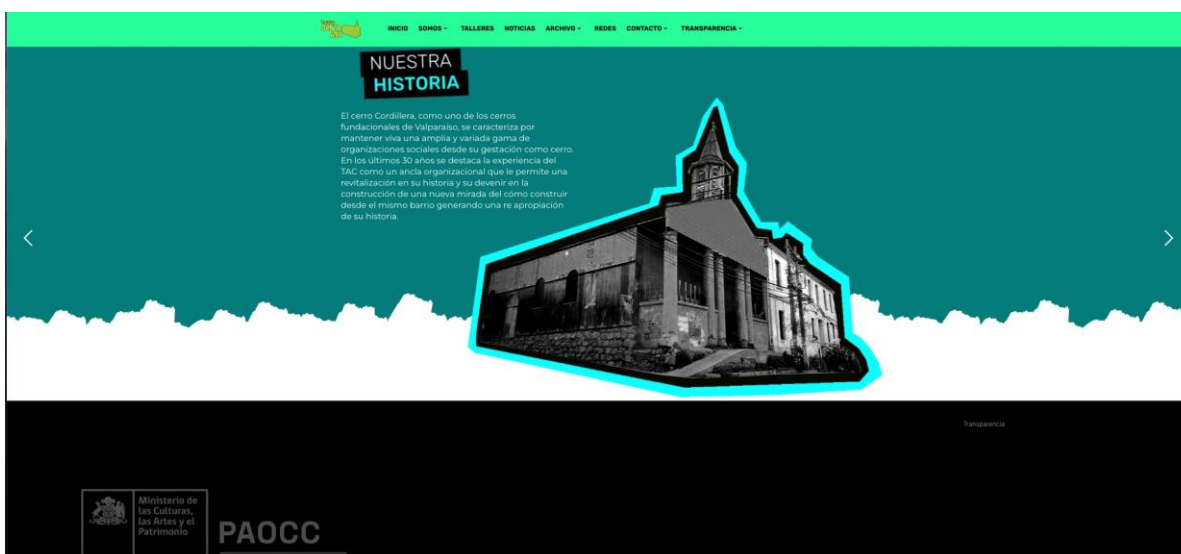 INICIO SOMOS TALLERES NOTICIAS ARCHIVO REDES CONTACTO TRANSPARENCIA
NUESTRA
HISTORIA
El cerro Cordillera, como uno de los cerros
fundacionales de Valparaíso, se caracteriza por
mantener viva una amplia y variada gama de
organizaciones sociales desde su gestación como cerro.
En los últimos 30 años se destaca la experiencia del
TAC como un ancla organizacional que le permite una
revitalización en su historia y su devenir en la
construcción de una nueva mirada del cómo construir
desde el mismo barrio generando una re apropiación
de su historia.
Transparencia
Ministerio de
las Culturas,
las Artes y el
Patrimonio
PAOCC